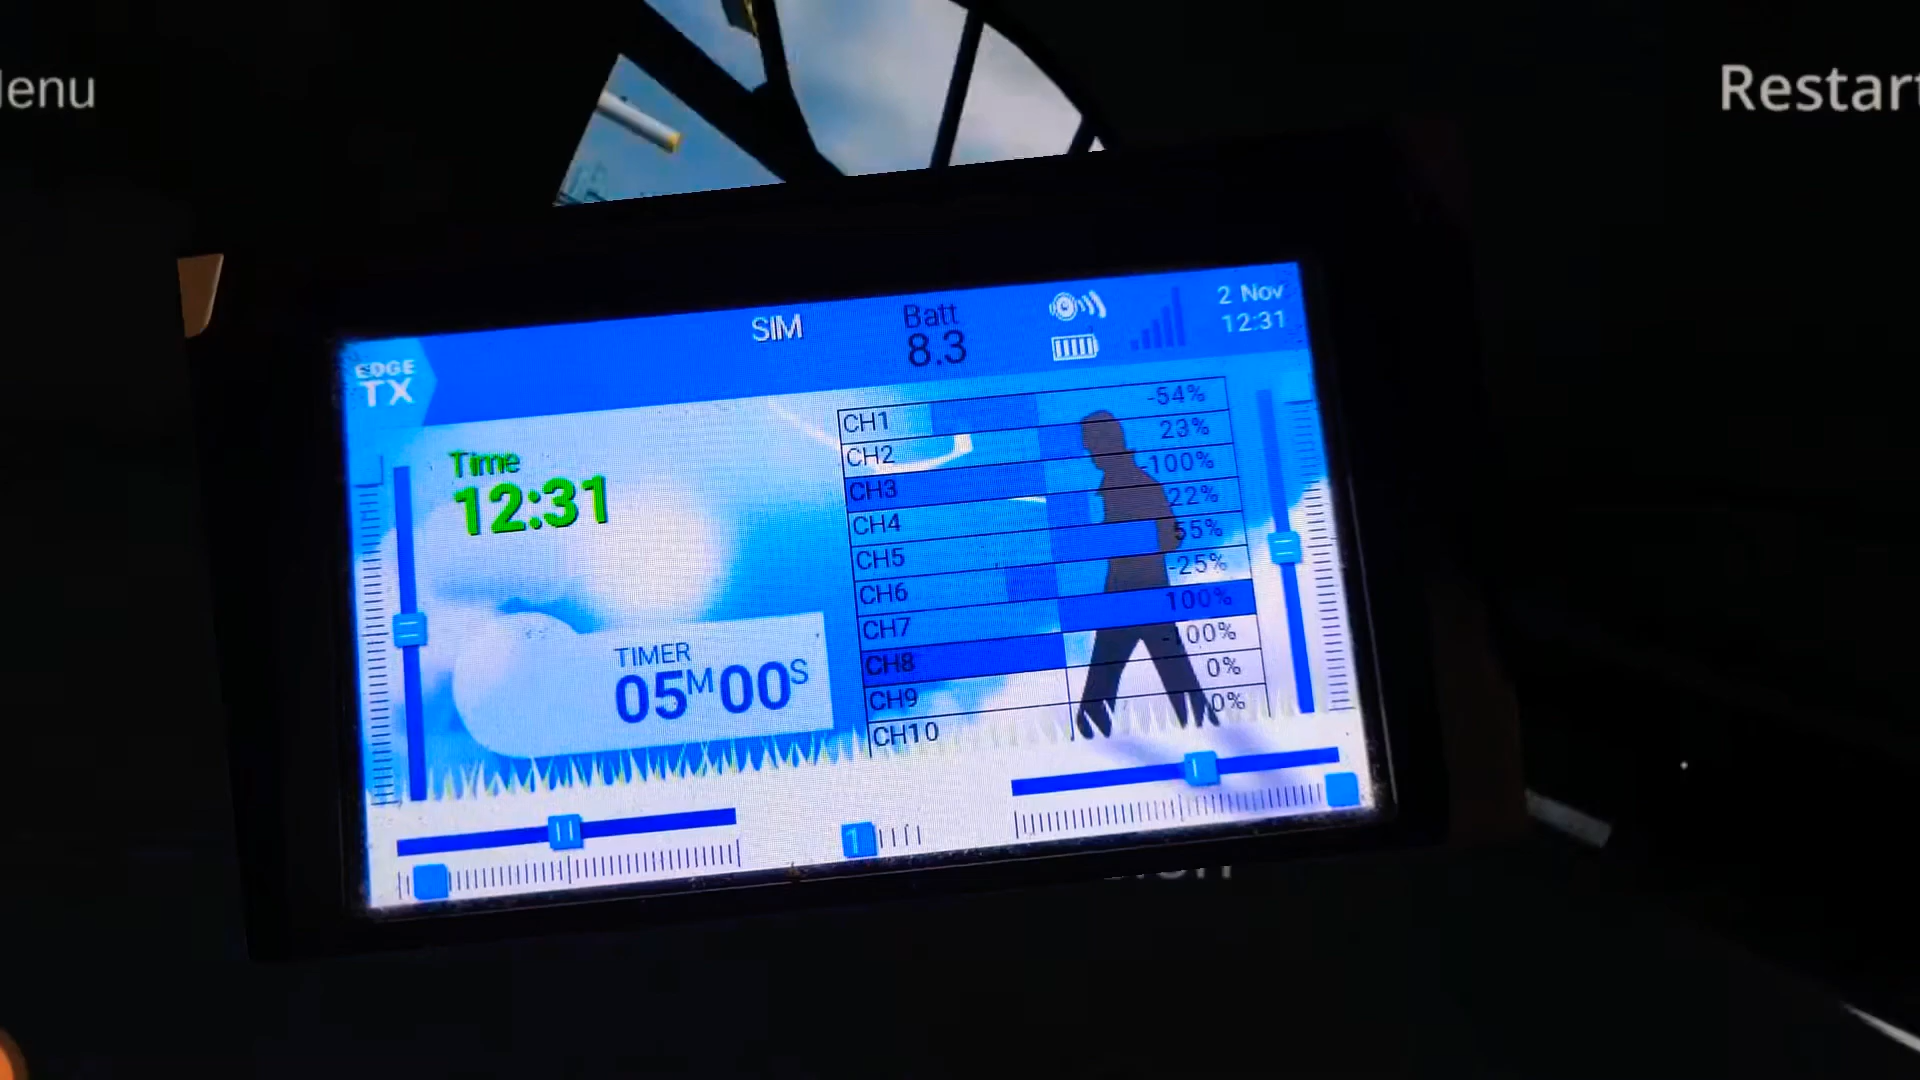 enu
Restart
EDGE
TX
SIM
Batt
8.3
2 Nov
12:31
Time
12:31
TIMER
05M00S
CH1 -54%
CH2 23%
CH3 -100%
CH4 22%
CH5 55%
CH6 -25%
CH7 100%
CH8 -100%
CH9 0%
CH10 0%
1